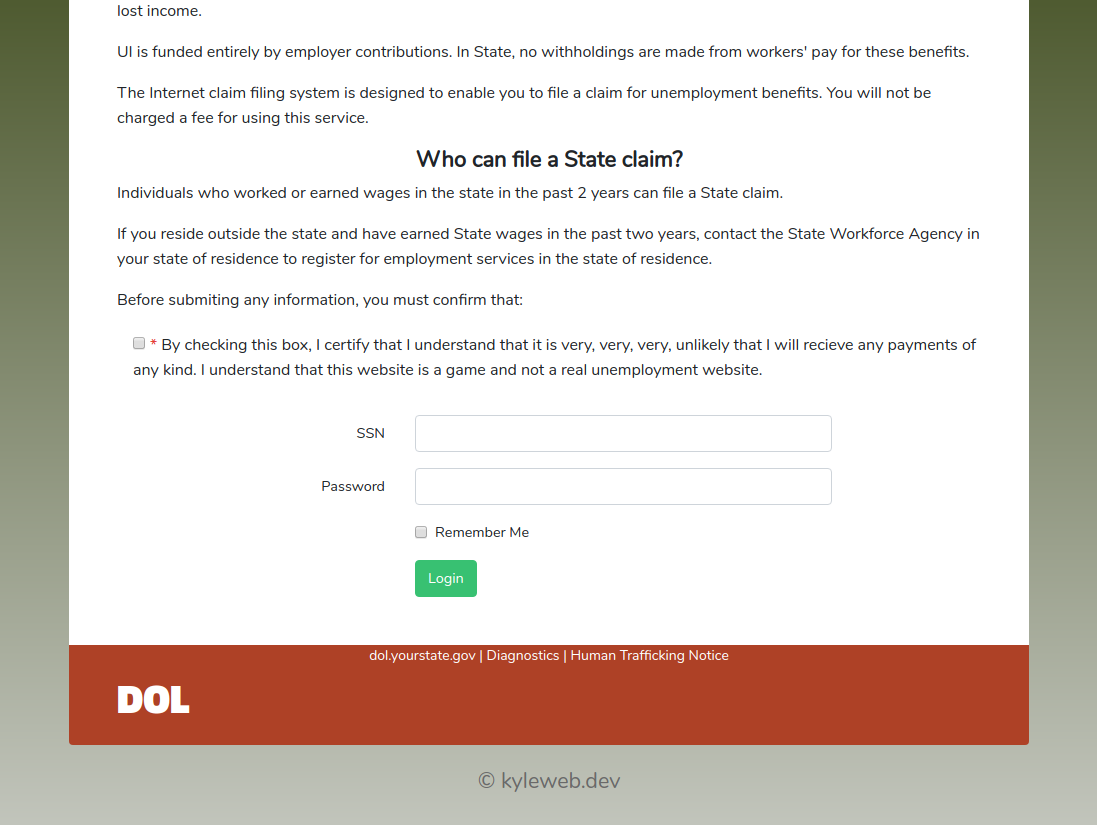 lost income.
UI is funded entirely by employer contributions. In State, no withholdings are made from workers' pay for these benefits.
The Internet claim filing system is designed to enable you to file a claim for unemployment benefits. You will not be
charged a fee for using this service.
Who can file a State claim?
Individuals who worked or earned wages in the state in the past 2 years can file a State claim.
If you reside outside the state and have earned State wages in the past two years, contact the State Workforce Agency in
your state of residence to register for employment services in the state of residence.
Before submiting any information, you must confirm that:
* By checking this box, I certify that I understand that it is very, very, very, unlikely that I will recieve any payments of
any kind. I understand that this website is a game and not a real unemployment website.
SSN
Password
Remember Me
Login
dol.yourstate.gov | Diagnostics | Human Trafficking Notice
DOL
© kyleweb.dev